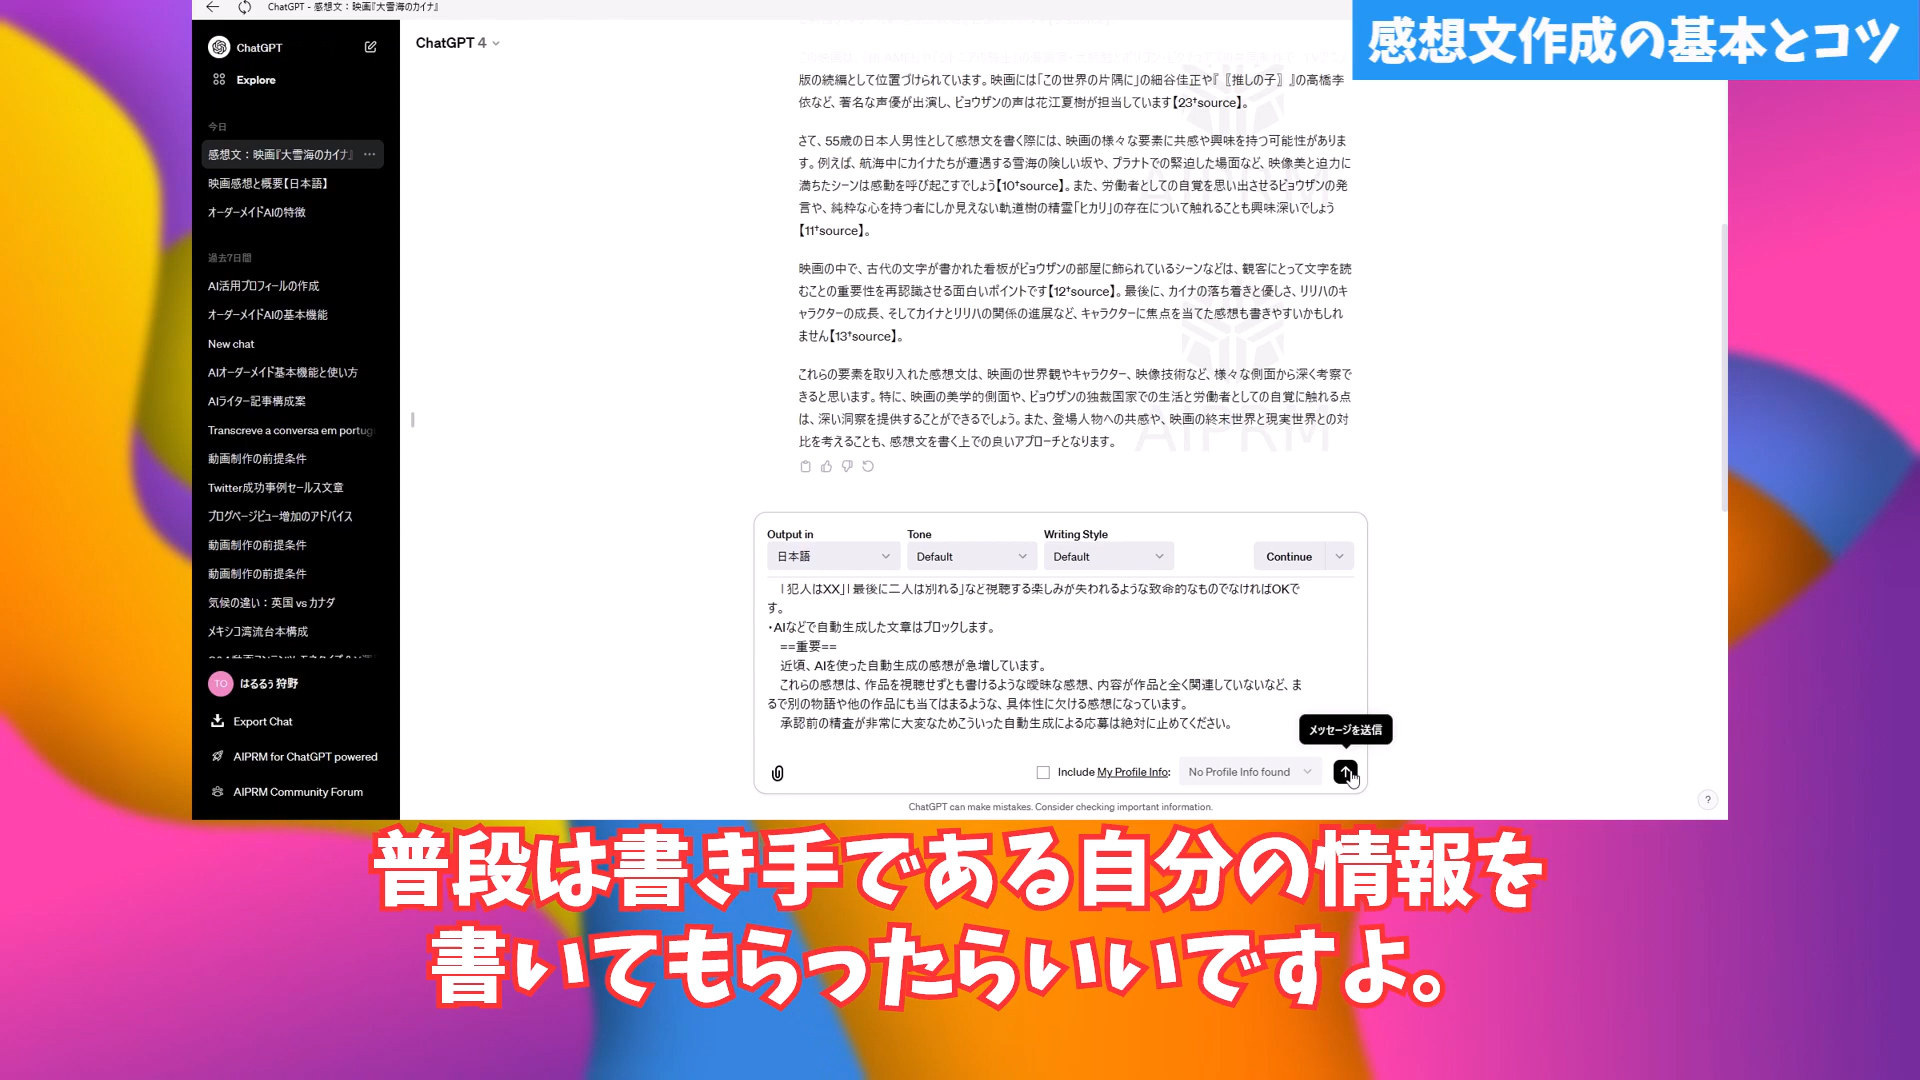 ChatGPT - 感想文：映画『大雪海のカイナ』
感想文作成の基本とコツ
ChatGPT
Explore
今日
感想文：映画『大雪海のカイナ』
映画感想と概要【日本語】
オーダーメイドAIの特徴
過去7日間
AI活用プロフィールの作成
オーダーメイドAIの基本機能
New chat
AIオーダーメイド基本機能と使い方
AIライター記事構成案
Transcreve a conversa em portug
動画制作の前提条件
Twitter成功事例セールス文章
ブログページビュー増加のアドバイス
動画制作の前提条件
動画制作の前提条件
気候の違い：英国 vs カナダ
メキシコ湾流台本構成
TO はるるぅ 狩野
Export Chat
AIPRM for ChatGPT powered
AIPRM Community Forum
ChatGPT 4
版の続編として位置づけられています。映画には「この世界の片隅に」の細谷佳正や『【推しの子】』の高橋李
依など、著名な声優が出演し、ビョウザンの声は花江夏樹が担当しています【23†source】。
さて、55歳の日本人男性として感想文を書く際には、映画の様々な要素に共感や興味を持つ可能性がありま
す。例えば、航海中にカイナたちが遭遇する雪海の険しい坂や、プラナトでの緊迫した場面など、映像美と迫力に
満ちたシーンは感動を呼び起こすでしょう【10†source】。また、労働者としての自覚を思い出させるビョウザンの発
言や、純粋な心を持つ者にしか見えない軌道樹の精霊「ヒカリ」の存在について触れることも興味深いでしょう
【11†source】。
映画の中で、古代の文字が書かれた看板がビョウザンの部屋に飾られているシーンなどは、観客にとって文字を読
むことの重要性を再認識させる面白いポイントです【12†source】。最後に、カイナの落ち着きと優しさ、リリハのキ
ャラクターの成長、そしてカイナとリリハの関係の進展など、キャラクターに焦点を当てた感想も書きやすいかもしれ
ません【13†source】。
これらの要素を取り入れた感想文は、映画の世界観やキャラクター、映像技術など、様々な側面から深く考察で
きると思います。特に、映画の美学的側面や、ビョウザンの独裁国家での生活と労働者としての自覚に触れる点
は、深い洞察を提供することができるでしょう。また、登場人物への共感や、映画の終末世界と現実世界との対
比を考えることも、感想文を書く上での良いアプローチとなります。
AIPRM
Output in
Tone
Writing Style
日本語
Default
Default
Continue
「犯人はXX」「最後に二人は別れる」など視聴する楽しみが失われるような致命的なものでなければOKで
す。
・AIなどで自動生成した文章はブロックします。
==重要==
近頃、AIを使った自動生成の感想が急増しています。
これらの感想は、作品を視聴せずとも書けるような曖昧な感想、内容が作品と全く関連していないなど、ま
るで別の物語や他の作品にも当てはまるような、具体性に欠ける感想になっています。
承認前の精査が非常に大変なためこういった自動生成による応募は絶対に止めてください。
メッセージを送信
Include My Profile Info:
No Profile Info found
ChatGPT can make mistakes. Consider checking important information.
?
普段は書き手である自分の情報を
書いてもらったらいいですよ。